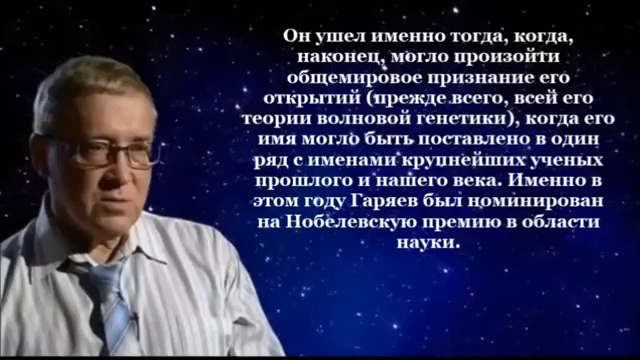 Он ушел именно тогда, когда,
наконец, могло произойти
общемировое признание его
открытий (прежде всего, всей его
теории волновой генетики), когда его
имя могло быть поставлено в один
ряд с именами крупнейших ученых
прошлого и нашего века. Именно в
этом году Гаряев был номинирован
на Нобелевскую премию в области
науки.